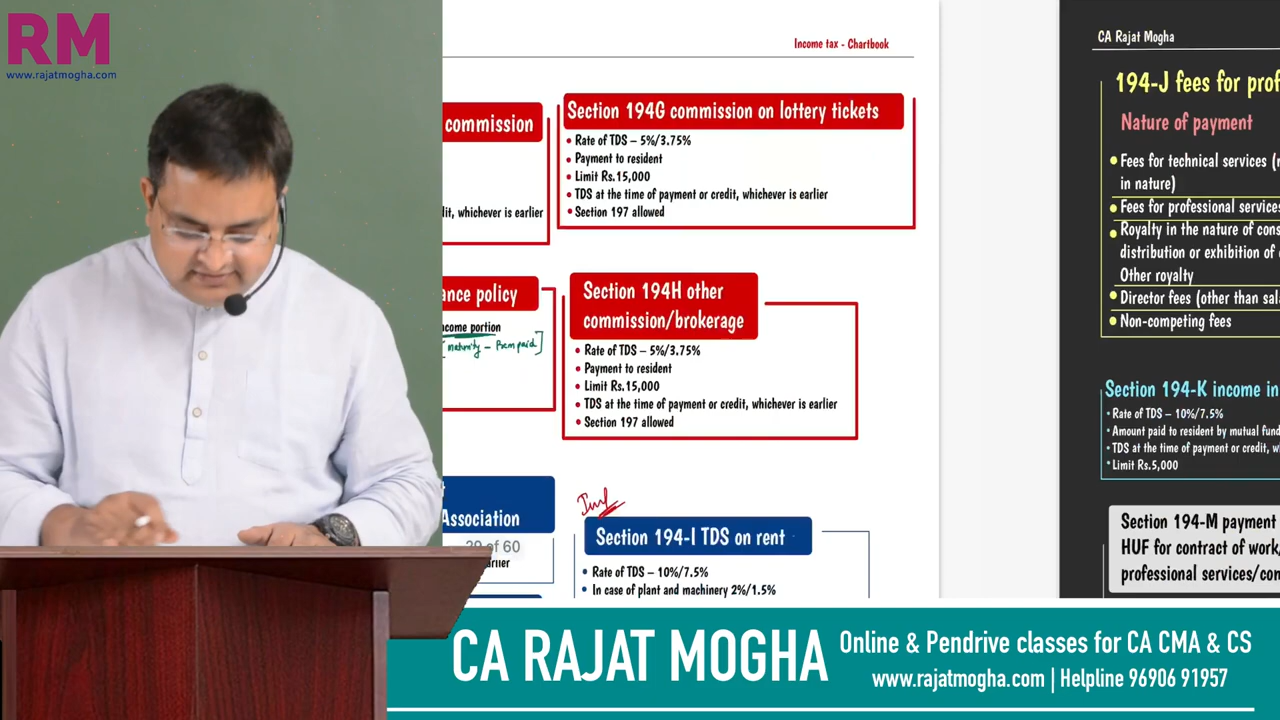 RM
www.rajatmogha.com
Income tax - Chartbook
commission
it, whichever is earlier
Section 194G commission on lottery tickets
• Rate of TDS – 5%/3.75%
• Payment to resident
• Limit Rs.15,000
• TDS at the time of payment or credit, whichever is earlier
• Section 197 allowed
ance policy
come portion
[maturity – Prem paid]
Section 194H other
commission/brokerage
• Rate of TDS – 5%/3.75%
• Payment to resident
• Limit Rs.15,000
• TDS at the time of payment or credit, whichever is earlier
• Section 197 allowed
Association
of 60
arlier
Imp
Section 194-I TDS on rent
• Rate of TDS – 10%/7.5%
• In case of plant and machinery 2%/1.5%
CA Rajat Mogha
194-J fees for prof
Nature of payment
• Fees for technical services (
in nature)
• Fees for professional services
• Royalty in the nature of cons
distribution or exhibition of
Other royalty
• Director fees (other than sal
• Non-competing fees
Section 194-K income in
• Rate of TDS – 10%/7.5%
• Amount paid to resident by mutual fund
• TDS at the time of payment or credit, w
• Limit Rs.5,000
Section 194-M payment
HUF for contract of work
professional services/con
CA RAJAT MOGHA
Online & Pendrive classes for CA CMA & CS
www.rajatmogha.com | Helpline 96906 91957